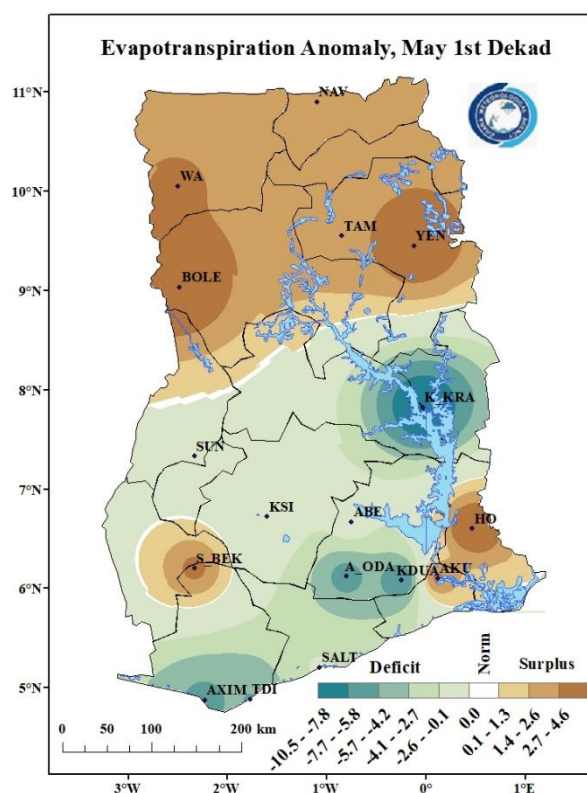 Evapotranspiration Anomaly, May 1st Dekad
11°N
NAV
GHANA METEOROLOGICAL AGENCY
WA
10°N
TAM
YEN
BOLE
9°N
8°N
K_KRA
SUN
7°N
KSI
ABE
HO
S_BEK
A_ODA
KDUA
AKU
6°N
SALT
AXIM
TDI
5°N
Deficit
Norm
Surplus
0
100
200 km
-10.5 - -7.8
-7.7 - -5.8
-5.7 - -4.2
-4.1 - -2.7
-2.6 - -0.1
0.0
0.1 - 1.3
1.4 - 2.6
2.7 - 4.6
3°W
2°W
1°W
0°
1°E